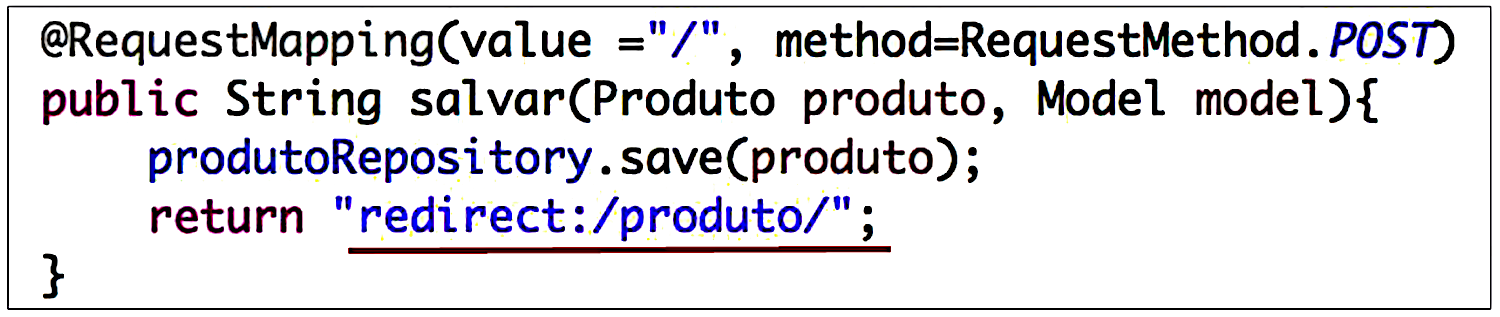 @RequestMapping(value ="/", method=RequestMethod.POST)
public String salvar(Produto produto, Model model){
produtoRepository.save(produto);
return "redirect:/produto/";
}